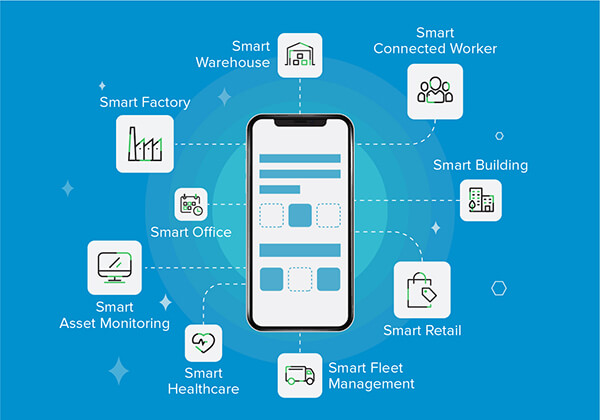 Smart
Warehouse
Smart
Connected Worker
Smart Factory
Smart Building
Smart Office
Smart
Asset Monitoring
Smart Retail
Smart
Healthcare
Smart Fleet
Management